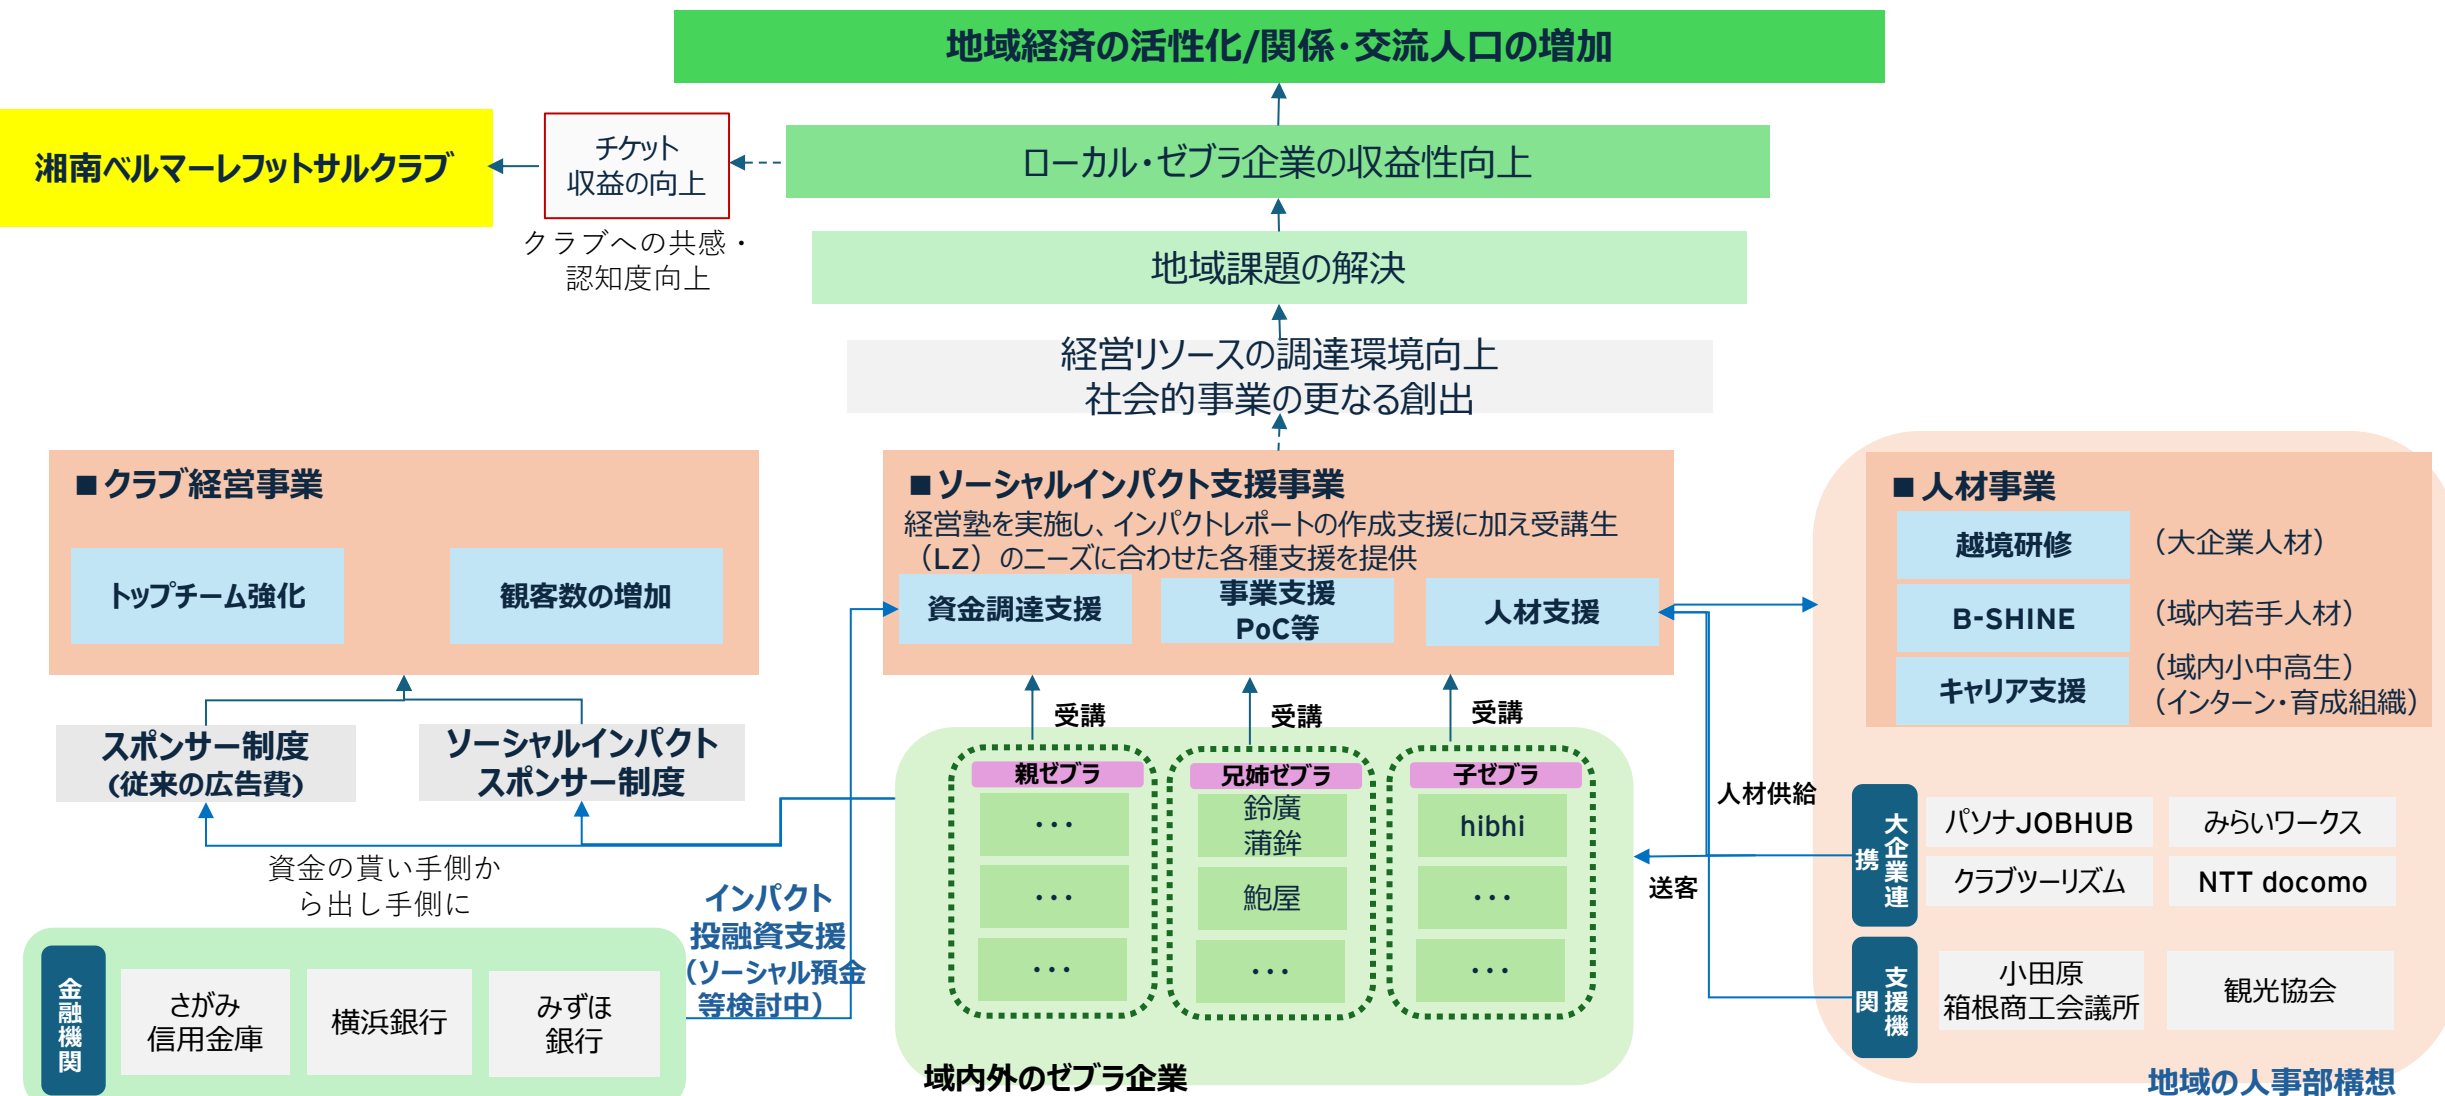 地域経済の活性化/関係・交流人口の増加
湘南ベルマーレフットサルクラブ
チケット
収益の向上
ローカル・ゼブラ企業の収益性向上
クラブへの共感・
認知度向上
地域課題の解決
経営リソースの調達環境向上
社会的事業の更なる創出
■クラブ経営事業
トップチーム強化
観客数の増加
スポンサー制度
(従来の広告費)
ソーシャルインパクト
スポンサー制度
資金の貰い手側か
ら出し手側に
■ソーシャルインパクト支援事業
経営塾を実施し、インパクトレポートの作成支援に加え受講生
（LZ）のニーズに合わせた各種支援を提供
資金調達支援
事業支援
PoC等
人材支援
受講
受講
受講
親ゼブラ
・・・
・・・
・・・
兄姉ゼブラ
鈴廣
蒲鉾
鮑屋
・・・
子ゼブラ
hibhi
・・・
・・・
域内外のゼブラ企業
インパクト
投融資支援
（ソーシャル預金
等検討中）
金融機関
さがみ
信用金庫
横浜銀行
みずほ
銀行
■人材事業
越境研修
（大企業人材）
B-SHINE
（域内若手人材）
キャリア支援
（域内小中高生）
（インターン・育成組織）
人材供給
送客
大企業連
携
パソナJOBHUB
みらいワークス
クラブツーリズム
NTT docomo
支援機
関
小田原
箱根商工会議所
観光協会
地域の人事部構想